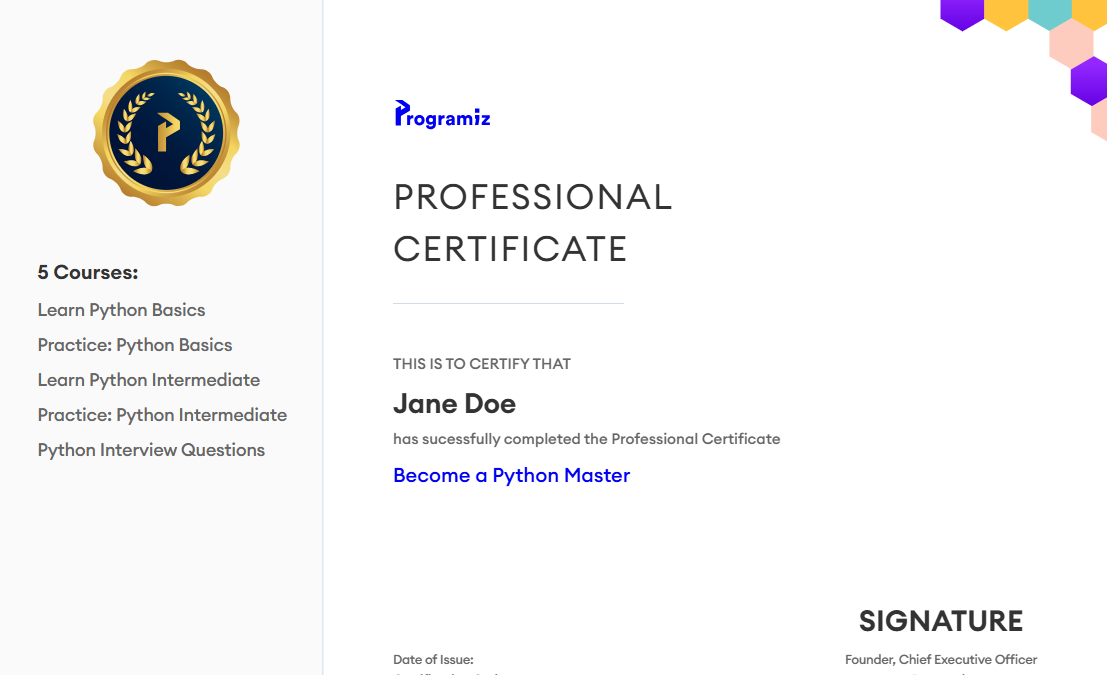 5 Courses:
Learn Python Basics
Practice: Python Basics
Learn Python Intermediate
Practice: Python Intermediate
Python Interview Questions
Programiz
PROFESSIONAL
CERTIFICATE
THIS IS TO CERTIFY THAT
Jane Doe
has sucessfully completed the Professional Certificate
Become a Python Master
Date of Issue:
SIGNATURE
Founder, Chief Executive Officer